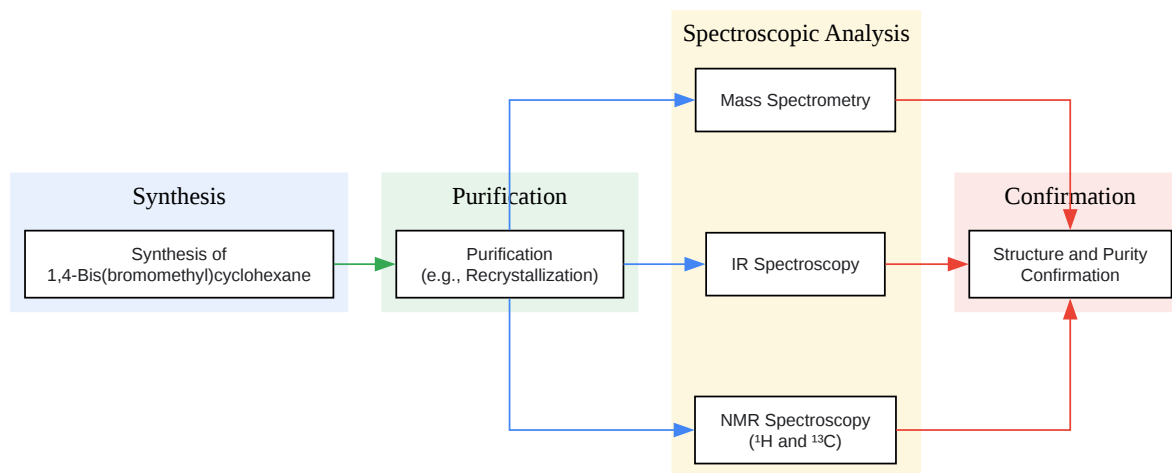 Spectroscopic Analysis
Mass Spectrometry
Synthesis
Purification
Confirmation
Synthesis of
1,4-Bis(bromomethyl)cyclohexane
Purification
(e.g., Recrystallization)
IR Spectroscopy
Structure and Purity
Confirmation
NMR Spectroscopy
(¹H and ¹³C)